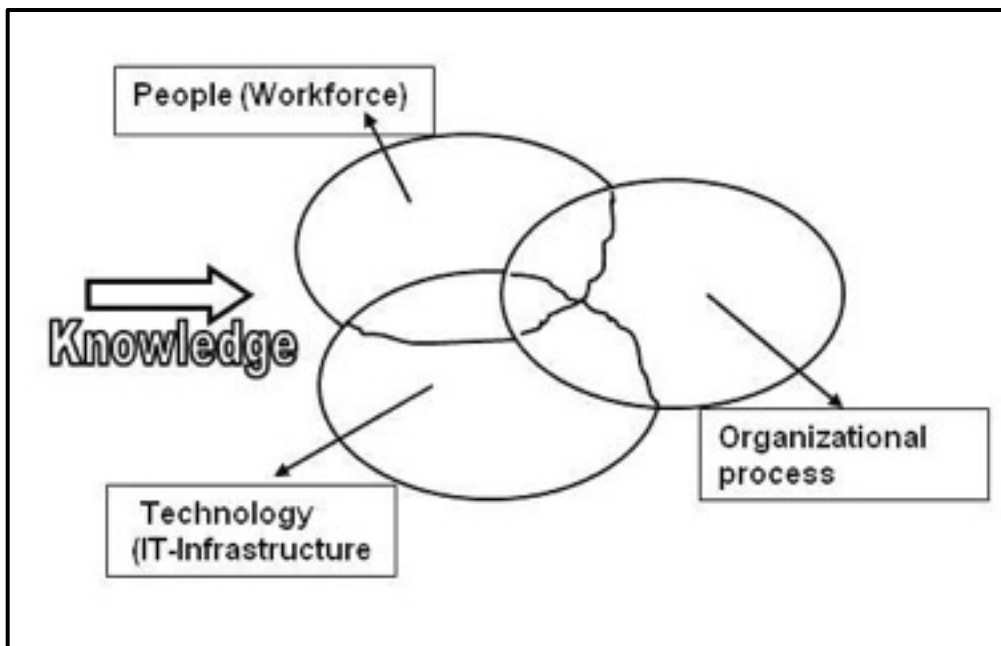 People (Workforce)
Knowledge
Organizational
process
Technology
(IT-Infrastructure